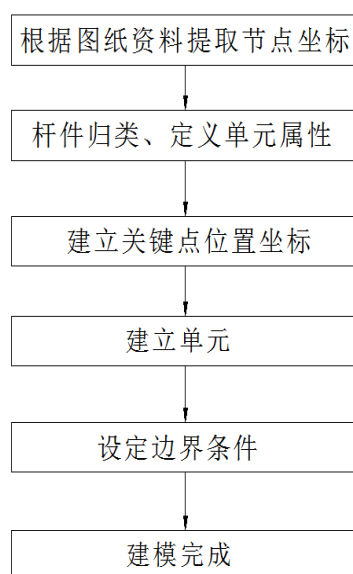 根据图纸资料提取节点坐标
杆件归类、定义单元属性
建立关键点位置坐标
建立单元
设定边界条件
建模完成